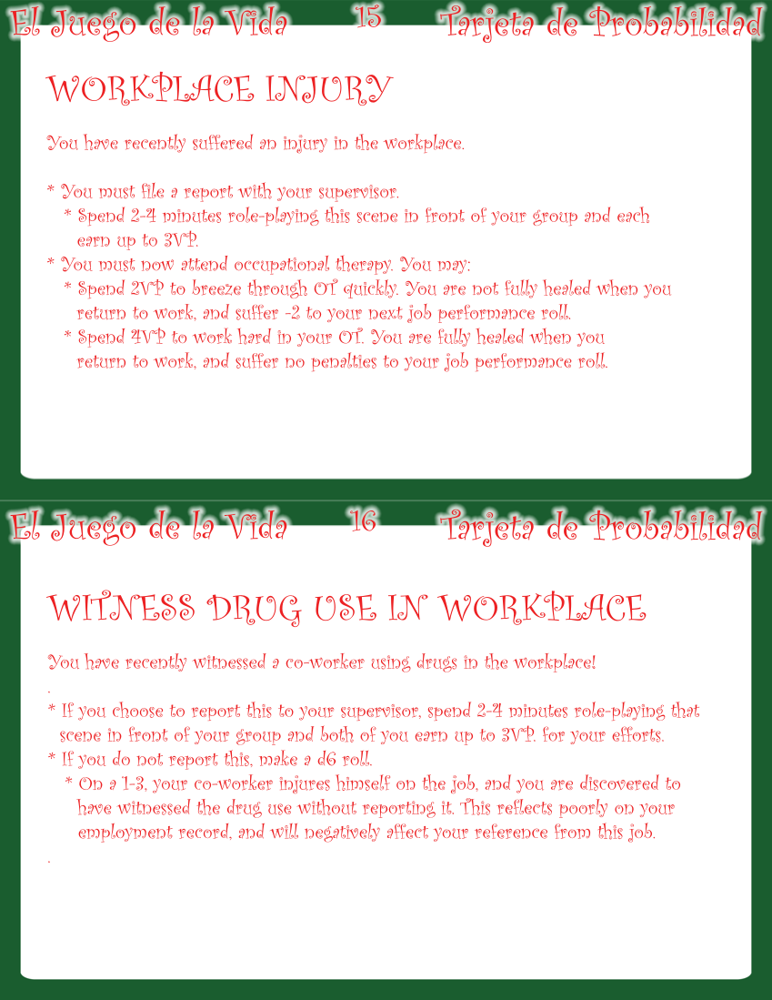 El Juego de la Vida 15 Tarjeta de Probabilidad
WORKPLACE INJURY
You have recently suffered an injury in the workplace.
* You must file a report with your supervisor.
* Spend 2-4 minutes role-playing this scene in front of your group and each
earn up to 3VP.
* You must now attend occupational therapy. You may:
* Spend 2VP to breeze through OT quickly. You are not fully healed when you
return to work, and suffer -2 to your next job performance roll.
* Spend 4VP to work hard in your OT. You are fully healed when you
return to work, and suffer no penalties to your job performance roll.
El Juego de la Vida 16 Tarjeta de Probabilidad
WITNESS DRUG USE IN WORKPLACE
You have recently witnessed a co-worker using drugs in the workplace!
.
* If you choose to report this to your supervisor, spend 2-4 minutes role-playing that
scene in front of your group and both of you earn up to 3VP. for your efforts.
* If you do not report this, make a d6 roll.
* On a 1-3, your co-worker injures himself on the job, and you are discovered to
have witnessed the drug use without reporting it. This reflects poorly on your
employment record, and will negatively affect your reference from this job.
.